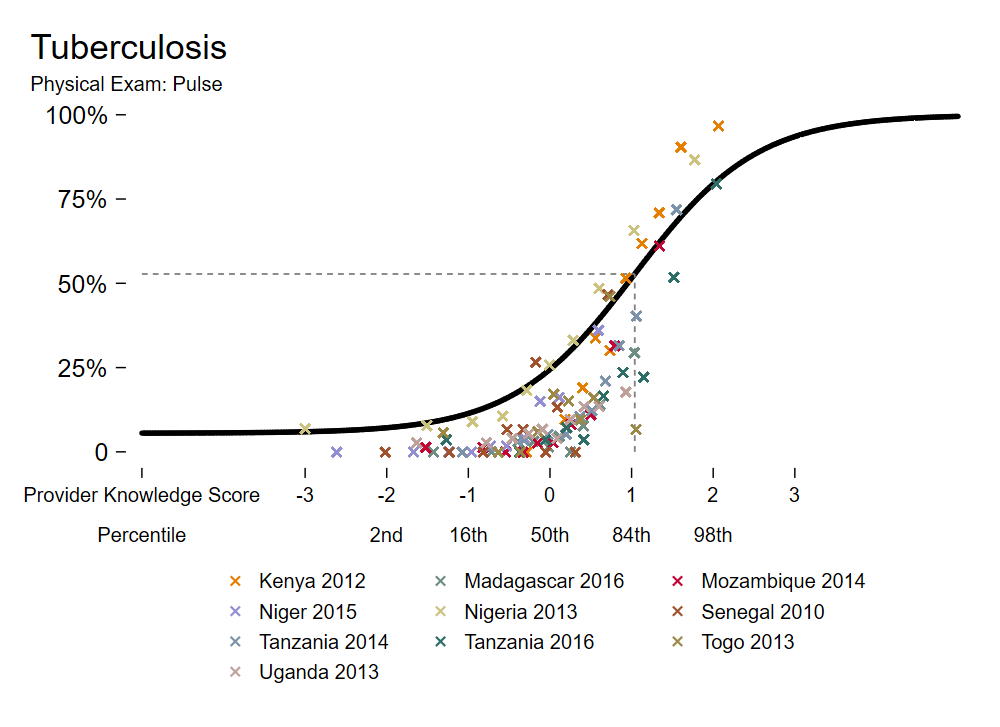 Tuberculosis
Physical Exam: Pulse
100%
75%
50%
25%
0
Provider Knowledge Score -3 -2 -1 0 1 2 3
Percentile 2nd 16th 50th 84th 98th
Kenya 2012 Madagascar 2016 Mozambique 2014
Niger 2015 Nigeria 2013 Senegal 2010
Tanzania 2014 Tanzania 2016 Togo 2013
Uganda 2013